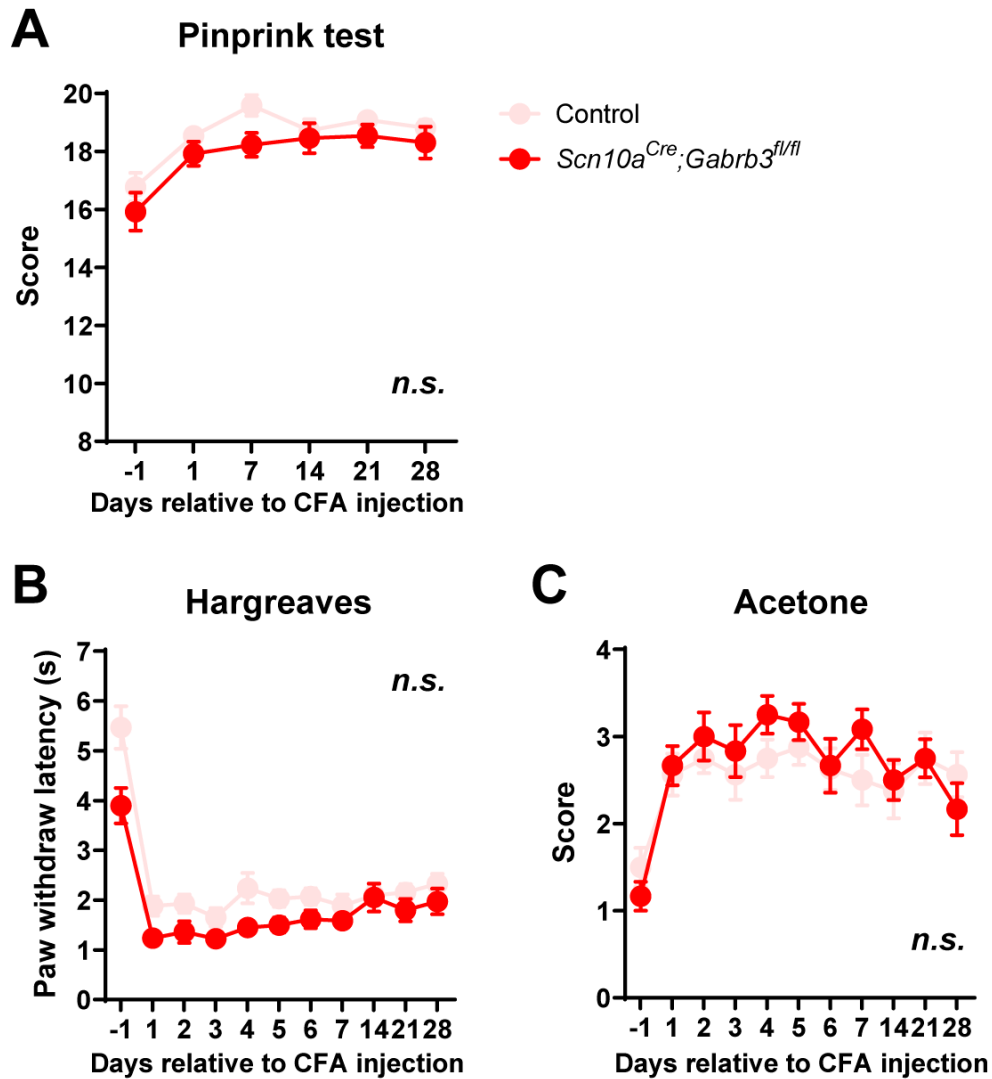 A
Pinprink test
Control
Scn10aCre;Gabrb3fl/fl
Score
20
18
16
14
12
10
8
n.s.
-1 1 7 14 21 28
Days relative to CFA injection
B
Hargreaves
Paw withdraw latency (s)
7
6
5
4
3
2
1
0
n.s.
-1 1 2 3 4 5 6 7 14 21 28
Days relative to CFA injection
C
Acetone
Score
4
3
2
1
0
n.s.
-1 1 2 3 4 5 6 7 14 21 28
Days relative to CFA injection